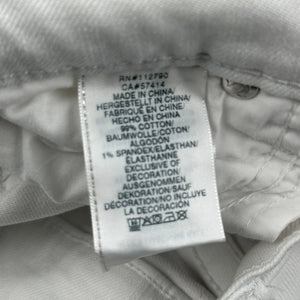 RN#112790
CA#57414
MADE IN CHINA/
HERGESTELLT IN CHINA/
FABRIQUE EN CHINE/
HECHO EN CHINA
99% COTTON/
BAUMWOLLE/COTON/
ALGODÓN
1% SPANDEX/ELASTHAN/
ÉLASTHANNE
EXCLUSIVE OF
DECORATION/
AUSGENOMMEN
DEKORATION/SAUF
DÉCORATION/NO INCLUYE
LA DECORACIÓN